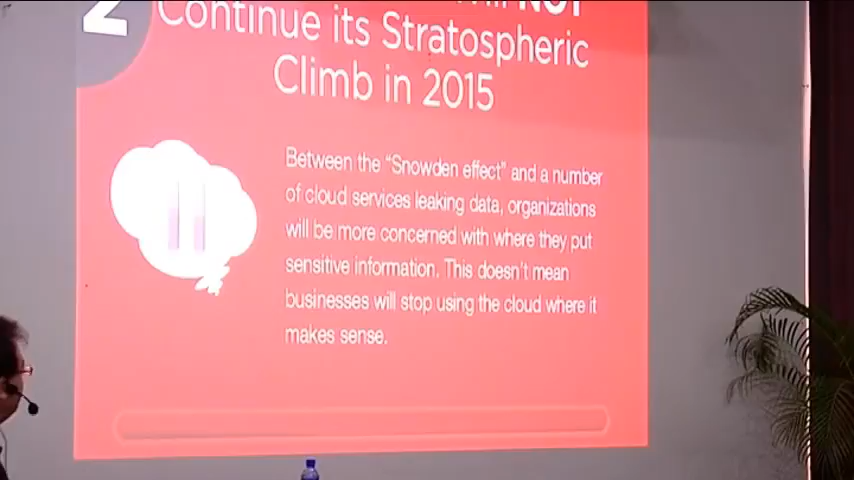 2
NOT
Continue its Stratospheric
Climb in 2015
Between the “Snowden effect” and a number
of cloud services leaking data, organizations
will be more concerned with where they put
sensitive information. This doesn't mean
businesses will stop using the cloud where it
makes sense.